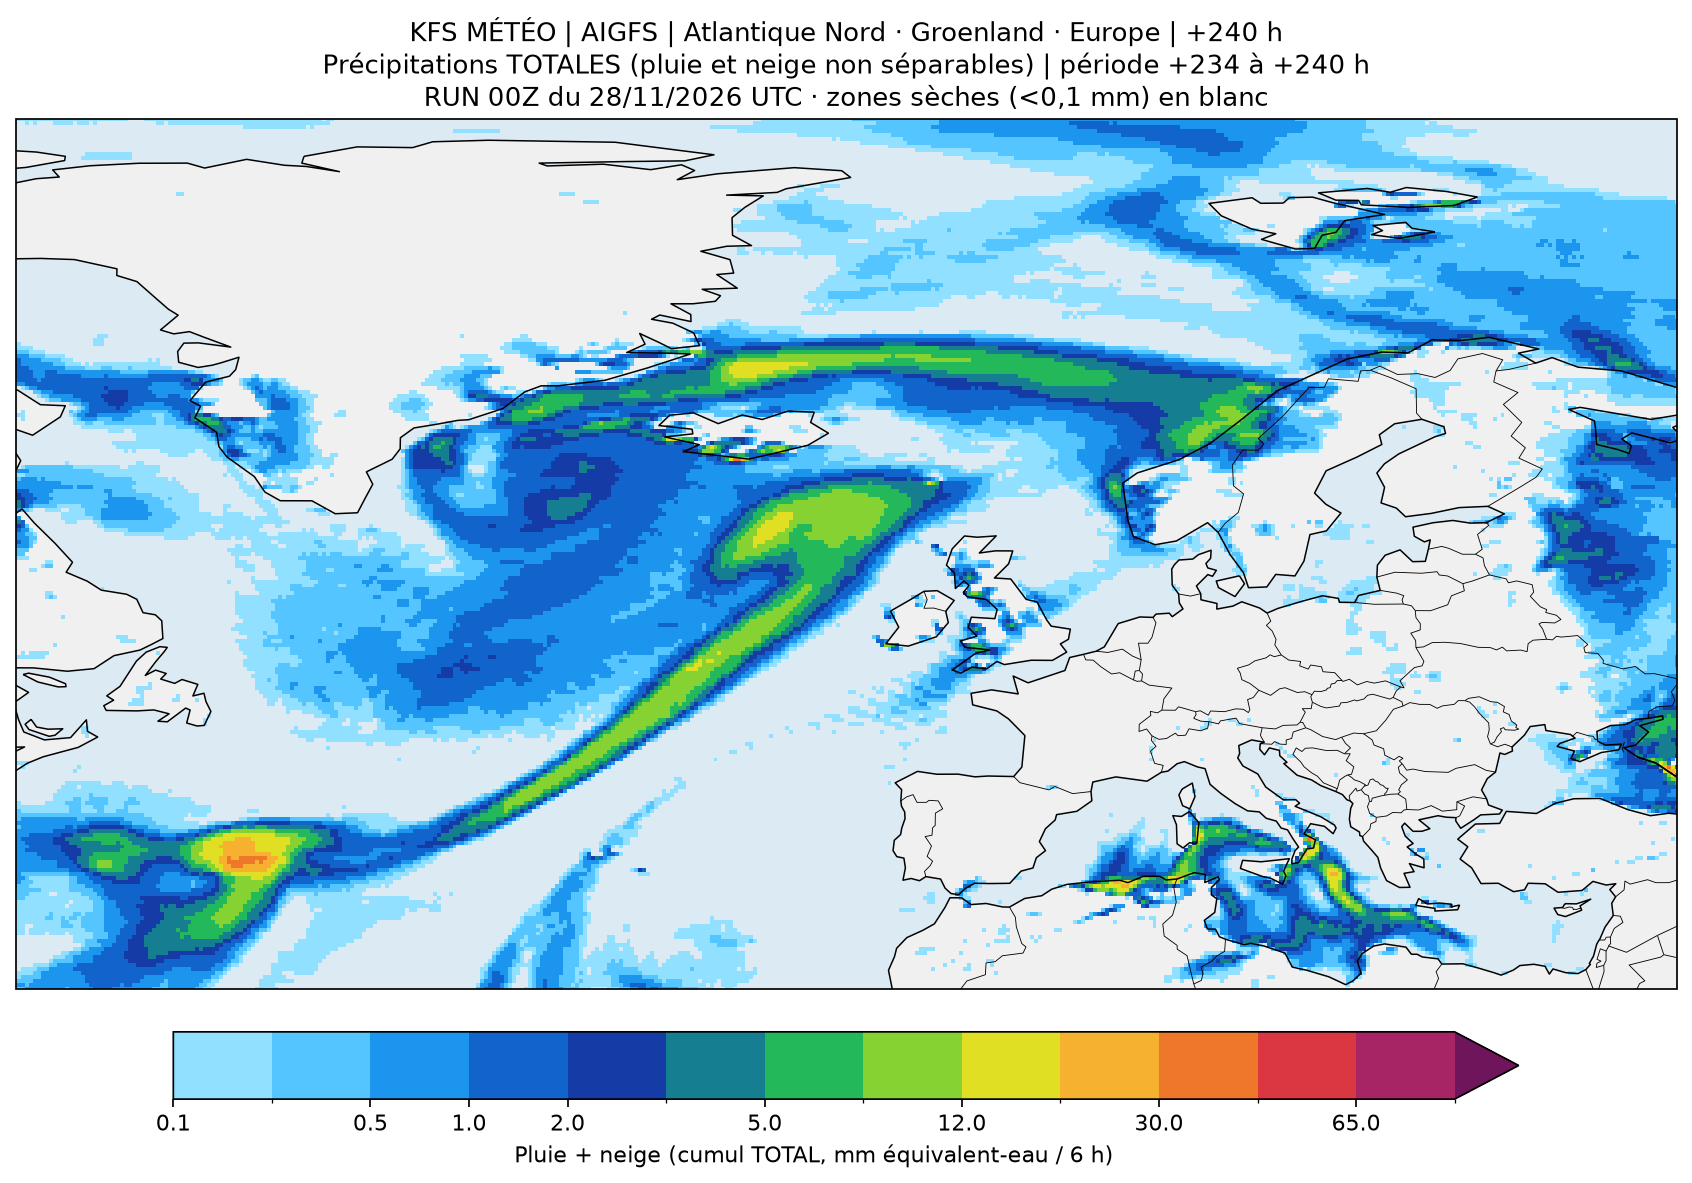 KFS MÉTÉO | AIGFS | Atlantique Nord · Groenland · Europe | +240 h
Précipitations TOTALES (pluie et neige non séparables) | période +234 à +240 h
RUN 00Z du 28/11/2026 UTC · zones sèches (<0,1 mm) en blanc
0.1 0.5 1.0 2.0 5.0 12.0 30.0 65.0
Pluie + neige (cumul TOTAL, mm équivalent-eau / 6 h)